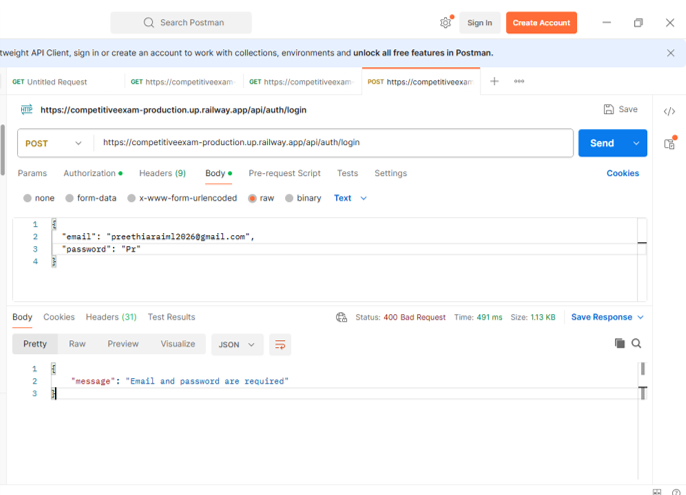 Search Postman
Sign In
Create Account
tweight API Client, sign in or create an account to work with collections, environments and unlock all free features in Postman.
GET Untitled Request
GET https://competitiveexam-
GET https://competitiveexam-
POST https://competitiveexam
HTTP https://competitiveexam-production.up.railway.app/api/auth/login
Save
POST
https://competitiveexam-production.up.railway.app/api/auth/login
Send
Params
Authorization
Headers (9)
Body
Pre-request Script
Tests
Settings
Cookies
none
form-data
x-www-form-urlencoded
raw
binary
Text
1 {
2 "email": "preethiaraiml2026@gmail.com",
3 "password": "Pr"
4 }
Body
Cookies
Headers (31)
Test Results
Status: 400 Bad Request
Time: 491 ms
Size: 1.13 KB
Save Response
Pretty
Raw
Preview
Visualize
JSON
1 {
2 "message": "Email and password are required"
3 }